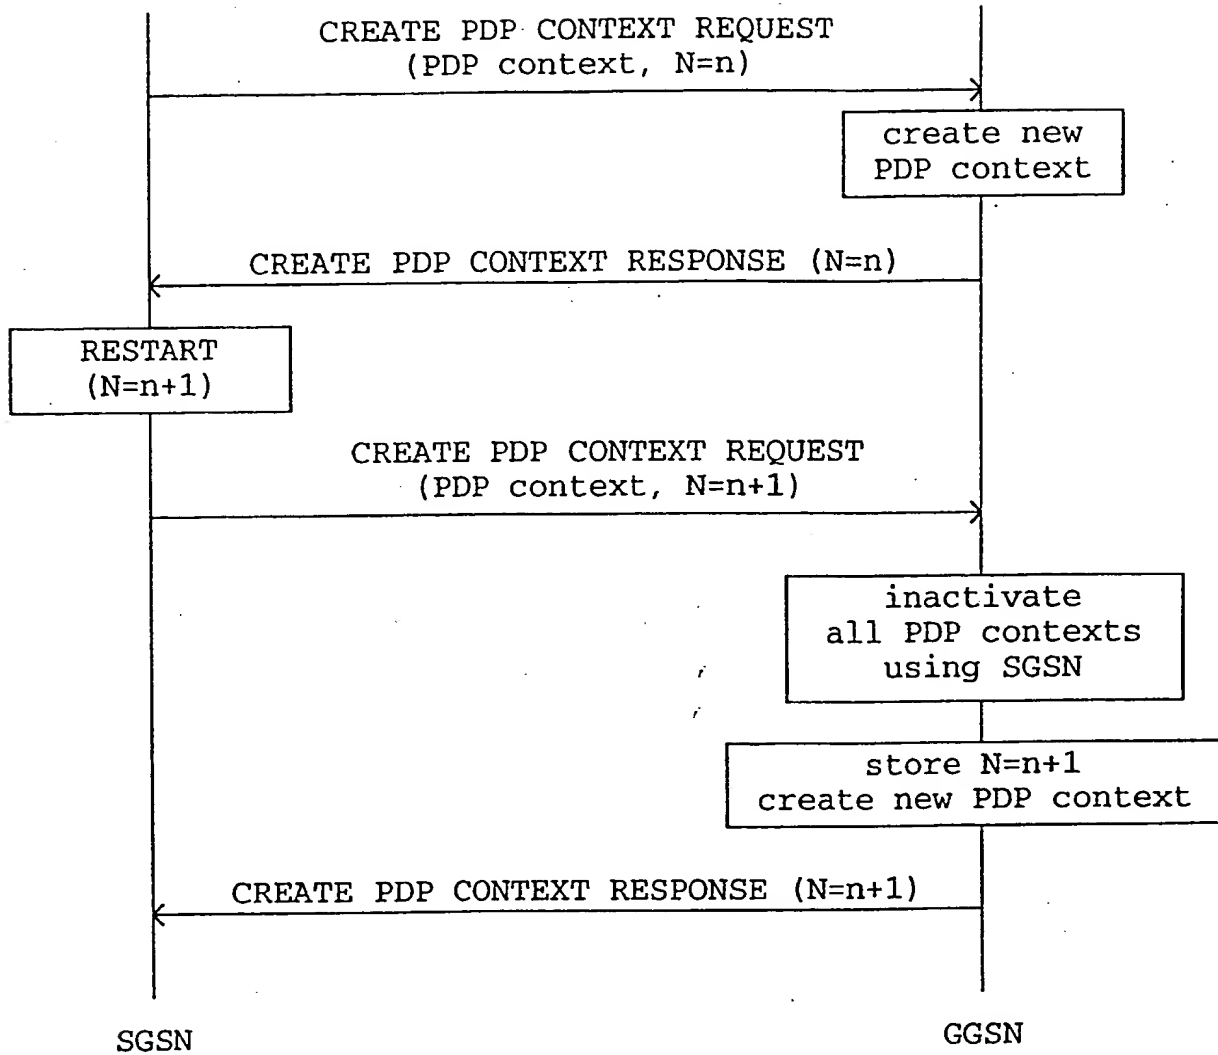 CREATE PDP CONTEXT REQUEST
(PDP context, N=n)
create new
PDP context
CREATE PDP CONTEXT RESPONSE (N=n)
RESTART
(N=n+1)
CREATE PDP CONTEXT REQUEST
(PDP context, N=n+1)
inactivate
all PDP contexts
using SGSN
store N=n+1
create new PDP context
CREATE PDP CONTEXT RESPONSE (N=n+1)
SGSN
GGSN